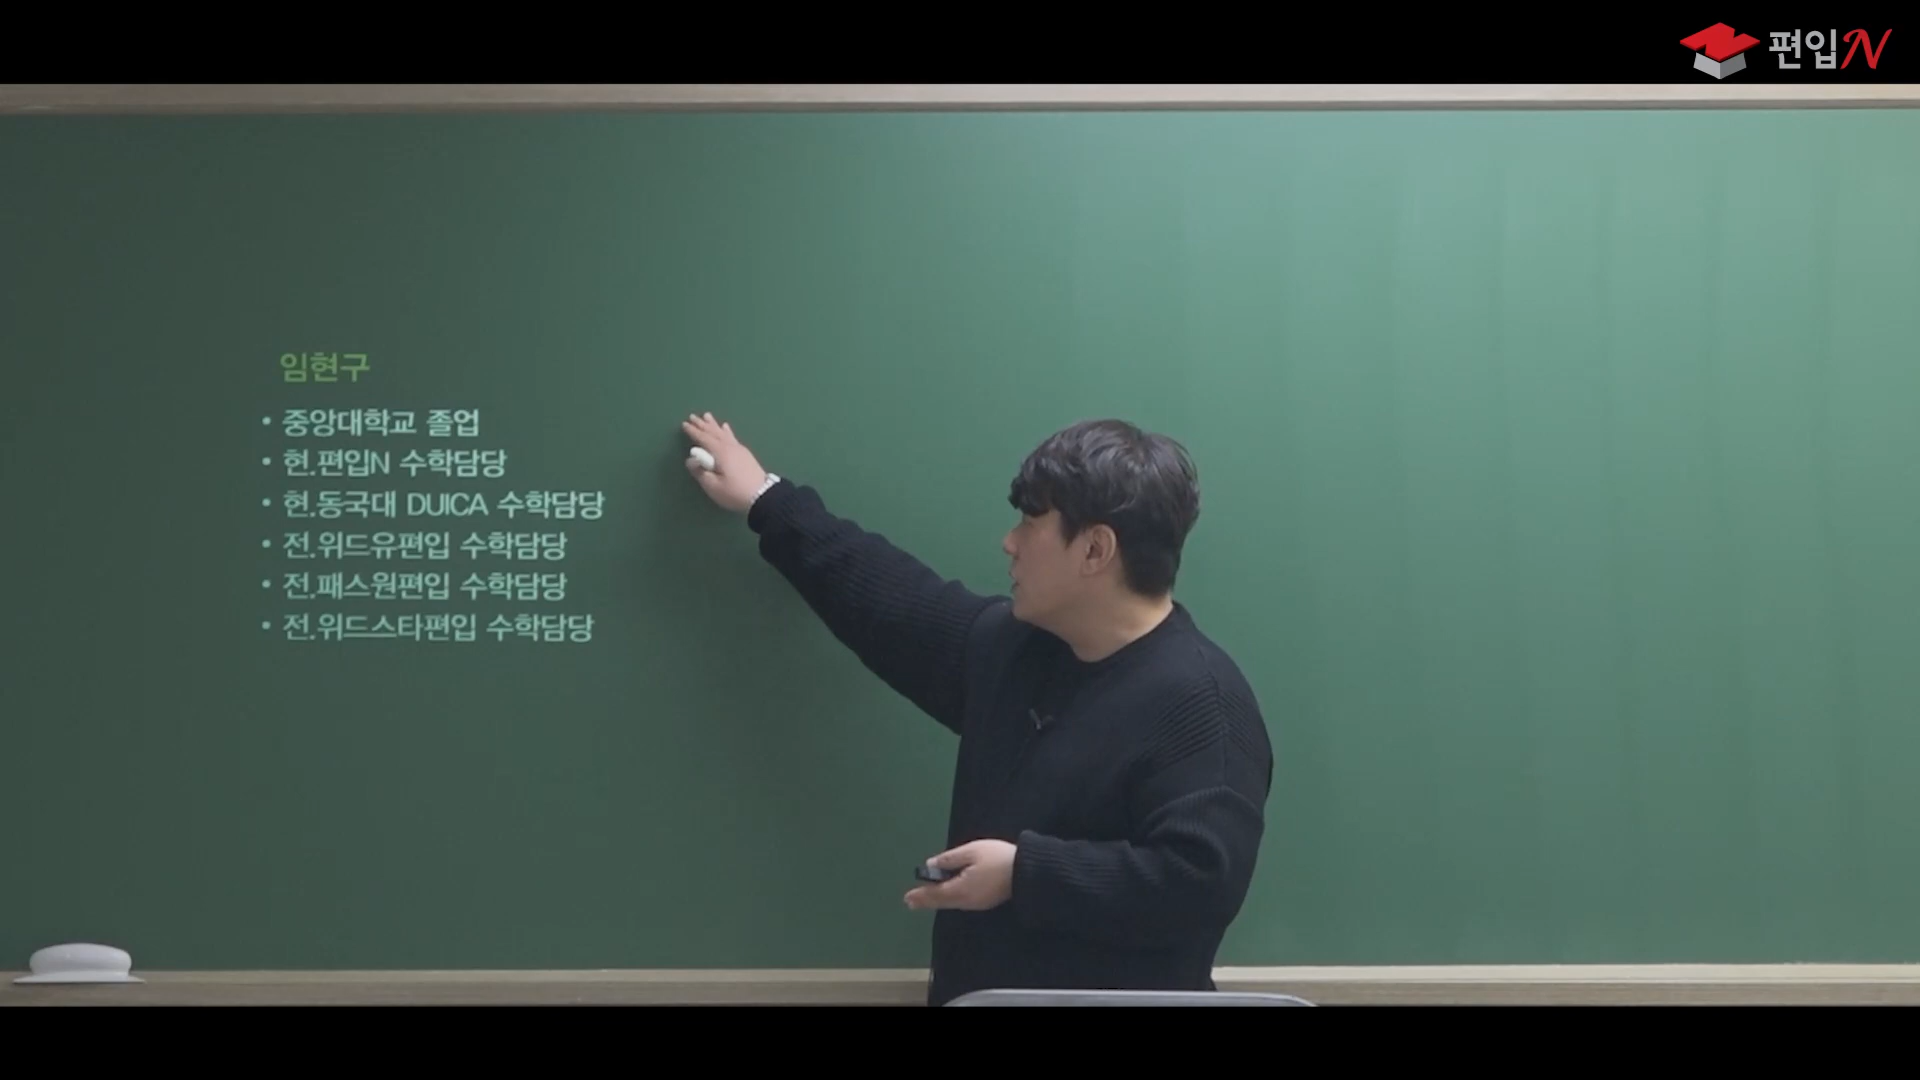 편입N
임현구
• 중앙대학교 졸업
• 현.편입N 수학담당
• 현.동국대 DUICA 수학담당
• 전.위드유편입 수학담당
• 전.패스원편입 수학담당
• 전.위드스타편입 수학담당